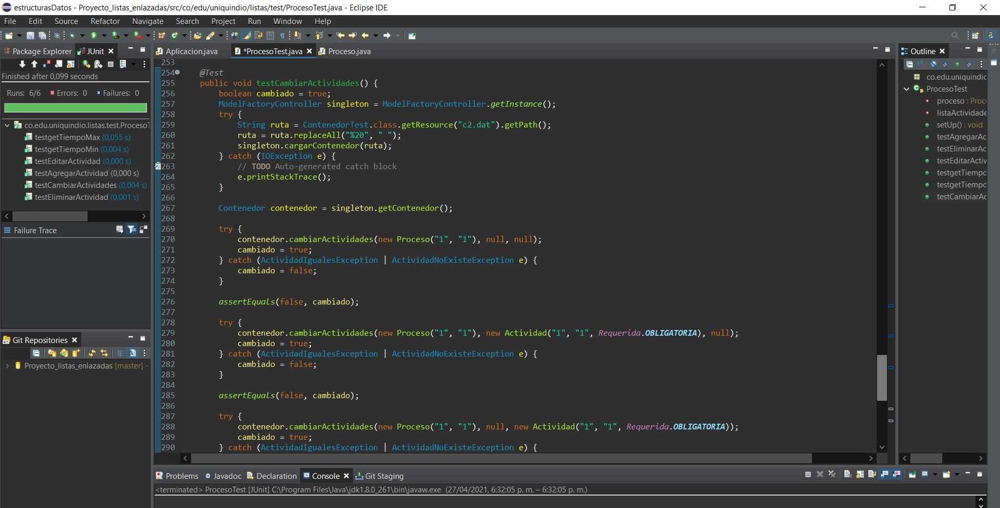 estructurasDatos - Proyecto_listas_enlazadas/src/co/edu/uniquindio/listas/test/ProcesoTest.java - Eclipse IDE
File Edit Source Refactor Navigate Search Project Run Window Help
Package Explorer JUnit
Finished after 0,099 seconds
Runs: 6/6 Errors: 0 Failures: 0
co.edu.uniquindio.listas.test.ProcesoT
testgetTiempoMax (0,055 s)
testgetTiempoMin (0,004 s)
testEditarActividad (0,000 s)
testAgregarActividad (0,000 s)
testCambiarActividades (0,004 s)
testEliminarActividad (0,001 s)
Failure Trace
Git Repositories
Proyecto_listas_enlazadas [master] -
Aplicacion.java *ProcesoTest.java Proceso.java
253
254 @Test
255 public void testCambiarActividades() {
256 boolean cambiado = true;
257 ModelFactoryController singleton = ModelFactoryController.getInstance();
258 try {
259 String ruta = ContenedorTest.class.getResource("c2.dat").getPath();
260 ruta = ruta.replaceAll("%20", " ");
261 singleton.cargarContenedor(ruta);
262 } catch (IOException e) {
263 // TODO Auto-generated catch block
264 e.printStackTrace();
265 }
266
267 Contenedor contenedor = singleton.getContenedor();
268
269 try {
270 contenedor.cambiarActividades(new Proceso("1", "1"), null, null);
271 cambiado = true;
272 } catch (ActividadIgualesException | ActividadNoExisteException e) {
273 cambiado = false;
274 }
275
276 assertEquals(false, cambiado);
277
278 try {
279 contenedor.cambiarActividades(new Proceso("1", "1"), new Actividad("1", "1", Requerida.OBLIGATORIA), null);
280 cambiado = true;
281 } catch (ActividadIgualesException | ActividadNoExisteException e) {
282 cambiado = false;
283 }
284
285 assertEquals(false, cambiado);
286
287 try {
288 contenedor.cambiarActividades(new Proceso("1", "1"), null, new Actividad("1", "1", Requerida.OBLIGATORIA));
289 cambiado = true;
290 } catch (ActividadIgualesException | ActividadNoExisteException e) {
Outline
co.edu.uniquindic
ProcesoTest
proceso : Proce
listaActividade
setUp() : void
testAgregarAc
testEliminarAc
testEditarActiv
testgetTiempo
testgetTiempo
testCambiarAc
Problems Javadoc Declaration Console Git Staging
<terminated> ProcesoTest [JUnit] C:\Program Files\Java\jdk1.8.0_261\bin\javaw.exe (27/04/2021, 6:32:05 p. m. – 6:32:05 p. m.)